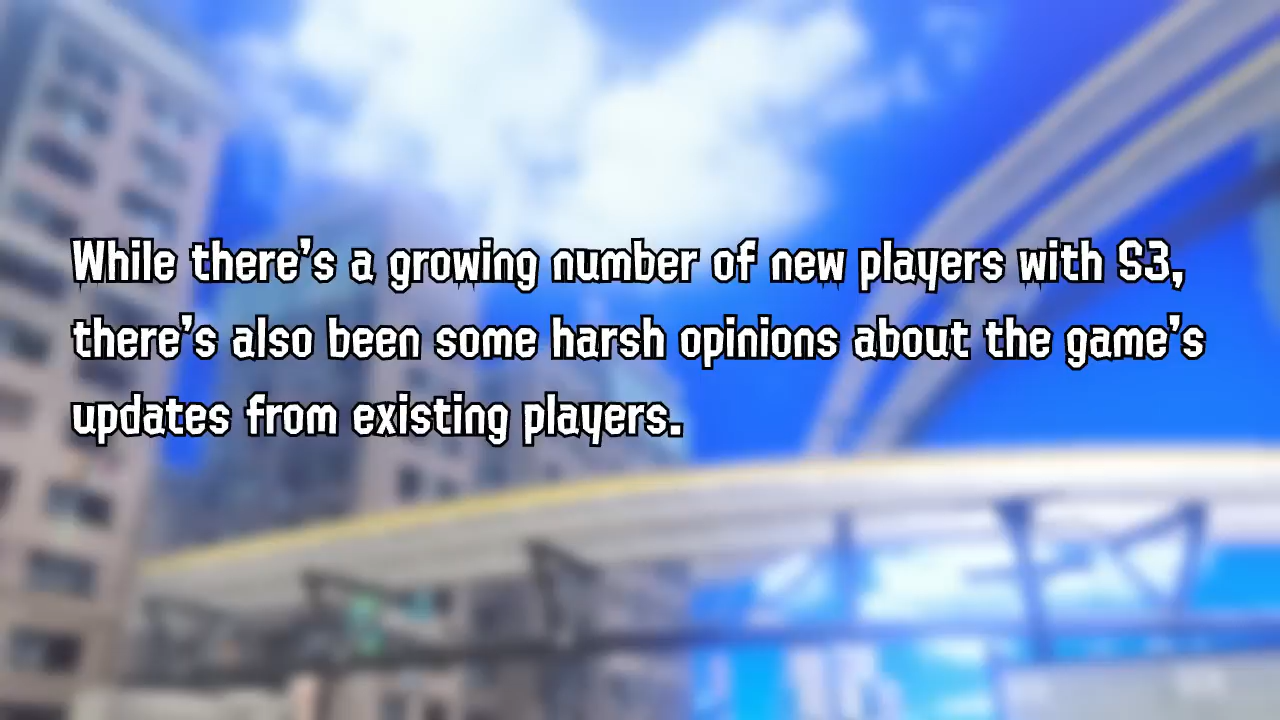 While there's a growing number of new players with S3,
there's also been some harsh opinions about the game's
updates from existing players.